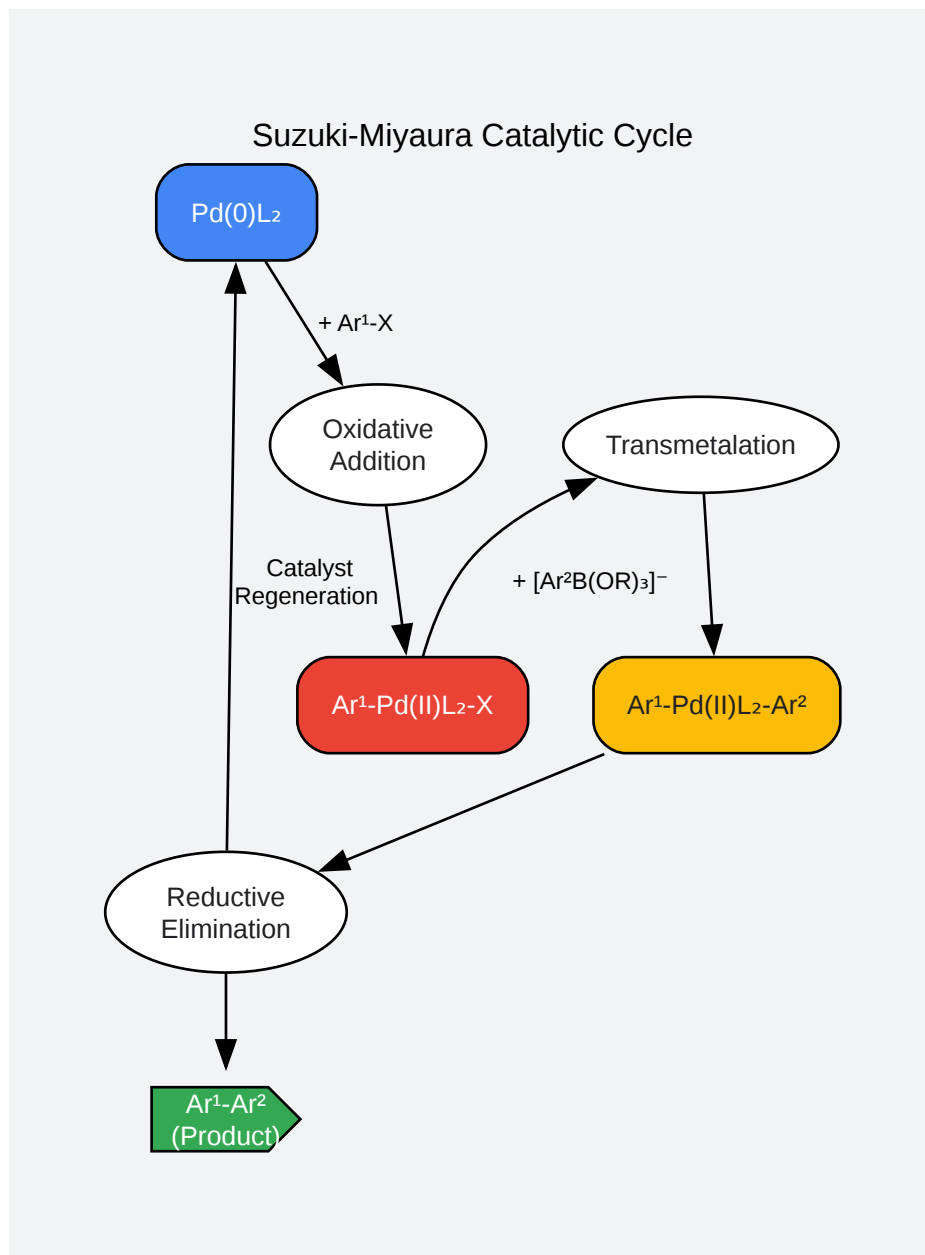 Suzuki-Miyaura Catalytic Cycle
Pd(0)L₂
+ Ar¹-X
Oxidative
Addition
Transmetalation
Catalyst
Regeneration
+ [Ar²B(OR)₃]⁻
Ar¹-Pd(II)L₂-X
Ar¹-Pd(II)L₂-Ar²
Reductive
Elimination
Ar¹-Ar²
(Product)